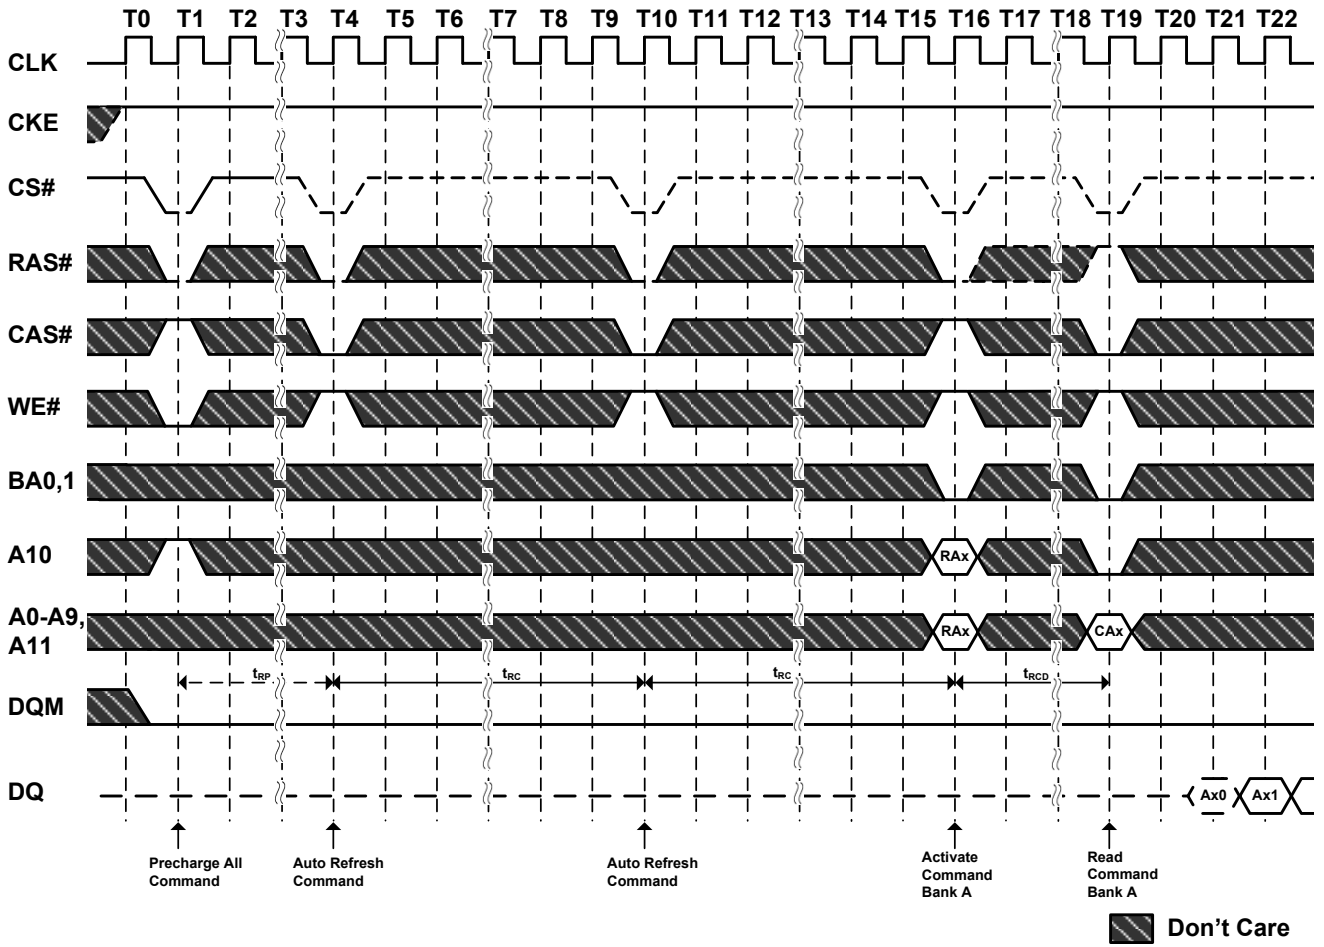 T0 T1 T2 T3 T4 T5 T6 T7 T8 T9 T10 T11 T12 T13 T14 T15 T16 T17 T18 T19 T20 T21 T22
CLK
CKE
CS#
RAS#
CAS#
WE#
BA0,1
A10
RAx
A0-A9,
A11
RAx
CAx
tRP
tRC
tRC
tRCD
DQM
DQ
Ax0
Ax1
Precharge All
Command
Auto Refresh
Command
Auto Refresh
Command
Activate
Command
Bank A
Read
Command
Bank A
Don't Care